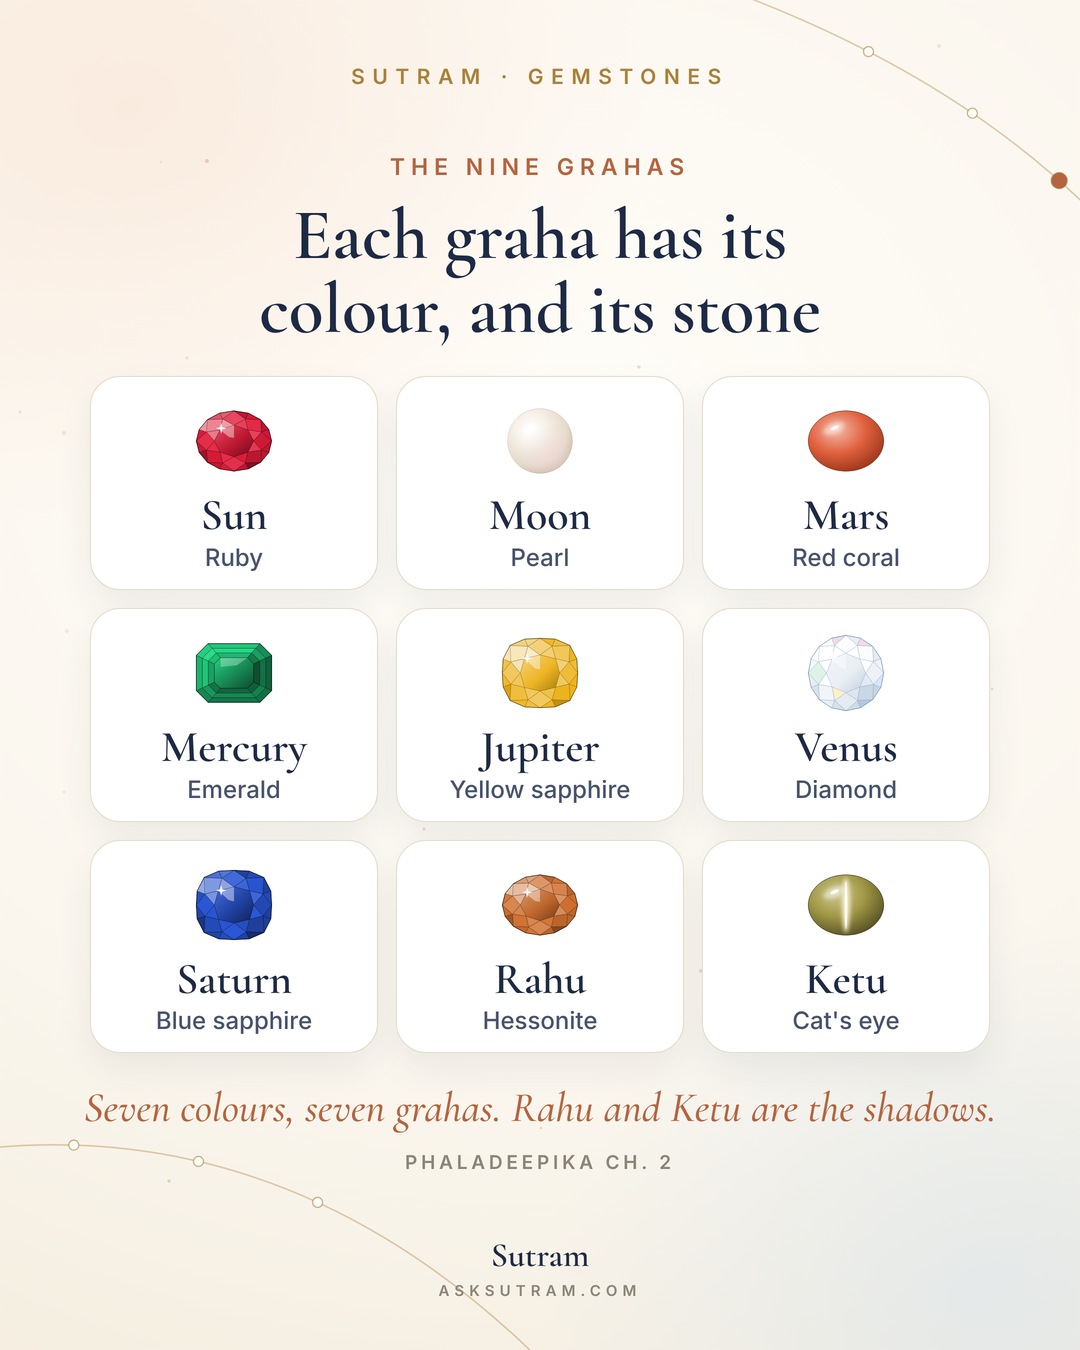 SUTRAM · GEMSTONES
THE NINE GRAHAS
Each graha has its
colour, and its stone
Sun
Ruby
Moon
Pearl
Mars
Red coral
Mercury
Emerald
Jupiter
Yellow sapphire
Venus
Diamond
Saturn
Blue sapphire
Rahu
Hessonite
Ketu
Cat's eye
Seven colours, seven grahas. Rahu and Ketu are the shadows.
PHALADEEPIKA CH. 2
Sutram
ASKSUTRAM.COM